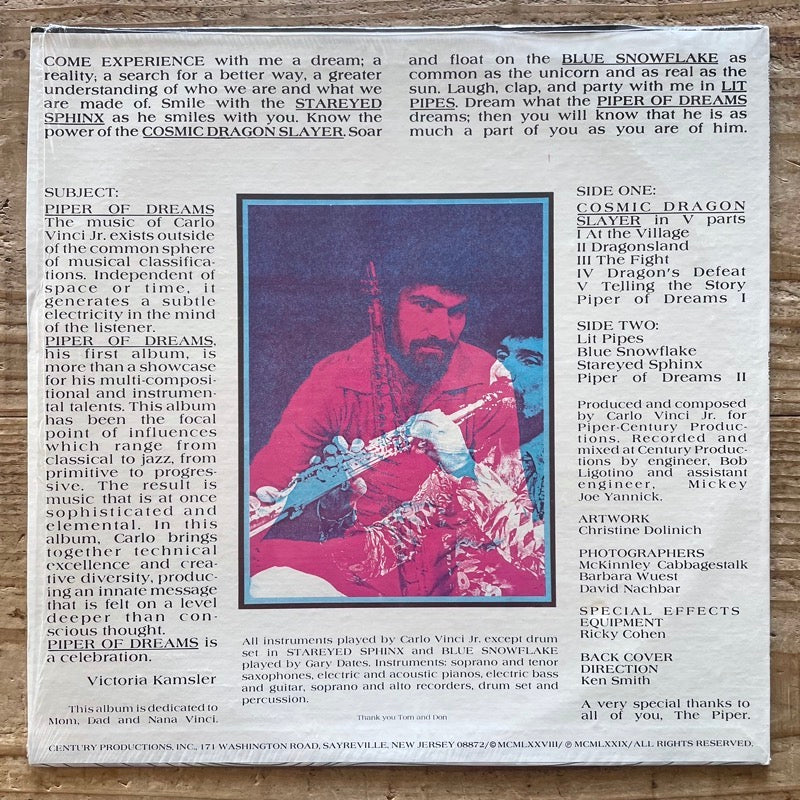 COME EXPERIENCE with me a dream; a
reality; a search for a better way, a greater
understanding of who we are and what we
are made of. Smile with the STAREYED
SPHINX as he smiles with you. Know the
power of the COSMIC DRAGON SLAYER. Soar
and float on the BLUE SNOWFLAKE as
common as the unicorn and as real as the
sun. Laugh, clap, and party with me in LIT
PIPES. Dream what the PIPER OF DREAMS
dreams; then you will know that he is as
much a part of you as you are of him.
SUBJECT:
PIPER OF DREAMS
The music of Carlo
Vinci Jr. exists outside
of the common sphere
of musical classifica-
tions. Independent of
space or time, it
generates a subtle
electricity in the mind
of the listener.
PIPER OF DREAMS,
his first album, is
more than a showcase
for his multi-composi-
tional and instrumen-
tal talents. This album
has been the focal
point of influences
which range from
classical to jazz, from
primitive to progres-
sive. The result is
music that is at once
sophisticated and
elemental. In this
album, Carlo brings
together technical
excellence and crea-
tive diversity, produc-
ing an innate message
that is felt on a level
deeper than con-
scious thought.
PIPER OF DREAMS is
a celebration.
Victoria Kamsler
This album is dedicated to
Mom, Dad and Nana Vinci.
All instruments played by Carlo Vinci Jr. except drum
set in STAREYED SPHINX and BLUE SNOWFLAKE
played by Gary Dates. Instruments: soprano and tenor
saxophones, electric and acoustic pianos, electric bass
and guitar, soprano and alto recorders, drum set and
percussion.
Thank you Tom and Don
SIDE ONE:
COSMIC DRAGON
SLAYER in V parts
I At the Village
II Dragonsland
III The Fight
IV Dragon's Defeat
V Telling the Story
Piper of Dreams I
SIDE TWO:
Lit Pipes
Blue Snowflake
Stareyed Sphinx
Piper of Dreams II
Produced and composed
by Carlo Vinci Jr. for
Piper-Century Produc-
tions. Recorded and
mixed at Century Produc-
tions by engineer, Bob
Ligotino and assistant
engineer, Mickey
Joe Yannick.
ARTWORK
Christine Dolinich
PHOTOGRAPHERS
McKinnley Cabbagestalk
Barbara Wuest
David Nachbar
SPECIAL EFFECTS
EQUIPMENT
Ricky Cohen
BACK COVER
DIRECTION
Ken Smith
A very special thanks to
all of you, The Piper.
CENTURY PRODUCTIONS, INC., 171 WASHINGTON ROAD, SAYREVILLE, NEW JERSEY 08872/© MCMLXXVIII/ ℗ MCMLXXIX/ ALL RIGHTS RESERVED.